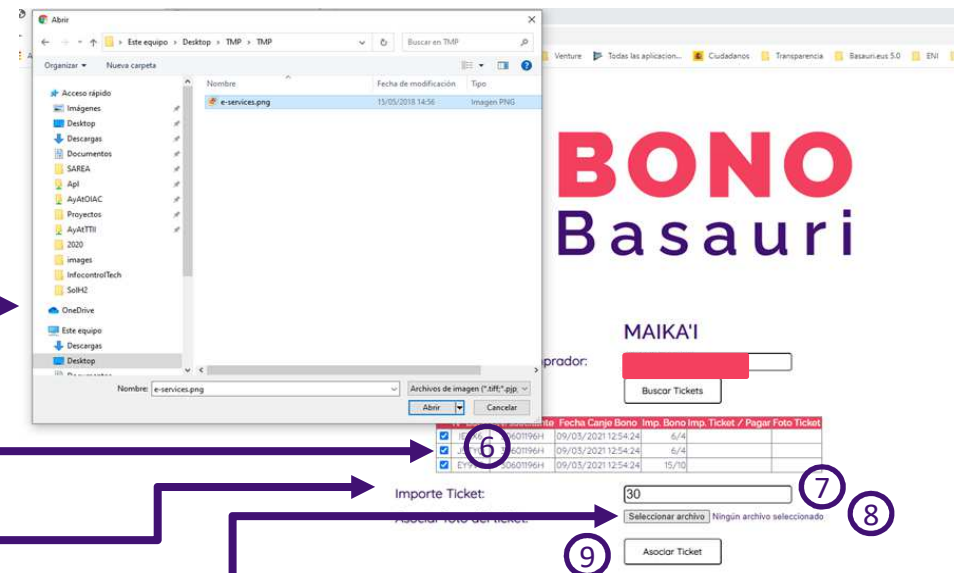 Abrir
Este equipo > Desktop > TMP > TMP
Buscar en TMP
Organizar
Nueva carpeta
Nombre
Fecha de modificación
Tipo
e-services.png
15/05/2018 14:56
Imagen PNG
Acceso rápido
Imágenes
Desktop
Descargas
Documentos
SAREA
Apl
AyAtOIAC
Proyectos
AyAtTTII
2020
images
InfocontrolTech
SolH2
OneDrive
Este equipo
Descargas
Desktop
Nombre: e-services.png
Archivos de imagen (*.tiff;*.pjp;
Abrir
Cancelar
Venture
Todas las aplicacion...
Ciudadanos
Transparencia
Basauri.eus 5.0
ENI
BONO
Basauri
MAIKA'I
prador:
Buscar Tickets
Fecha Canje Bono Imp. Bono Imp. Ticket / Pagar Foto Ticket
09/03/2021 12:54:24 6/4
09/03/2021 12:54:24 6/4
09/03/2021 12:54:24 15/10
6
Importe Ticket:
30
7
Seleccionar archivo Ningún archivo seleccionado
8
9
Asociar Ticket